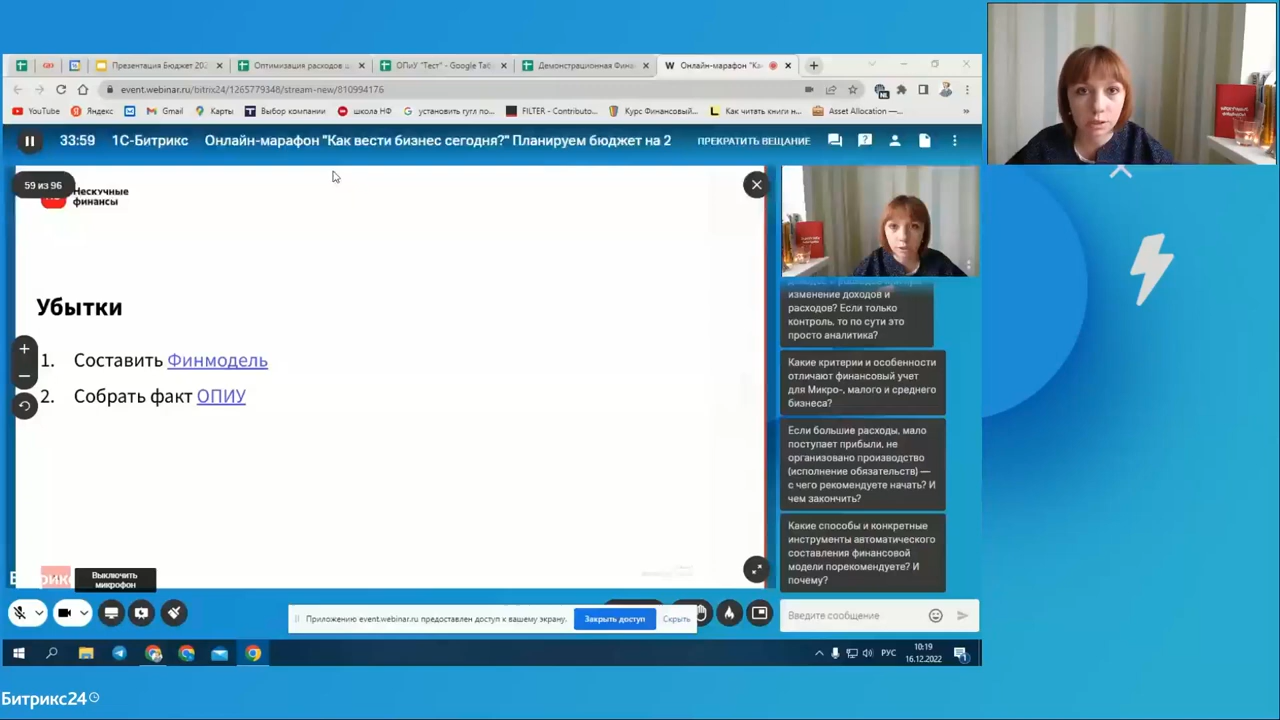 Презентация Бюджет 202
Оптимизация расходов ш
ОПиУ "Тест" - Google Таб
Демонстрационная Фина
Онлайн-марафон "Как
event.webinar.ru/bitrix24/1265779348/stream-new/810994176
YouTube
Яндекс
Gmail
Карты
Выбор компании
школа НФ
установить гугл по...
FILTER - Contributo...
Курс Финансовый...
Как читать книги н...
Asset Allocation —...
33:59
1С-Битрикс
Онлайн-марафон "Как вести бизнес сегодня?" Планируем бюджет на 2
ПРЕКРАТИТЬ ВЕЩАНИЕ
59 из 96
Нескучные
финансы
Убытки
1. Составить Финмодель
2. Собрать факт ОПИУ
изменение доходов и
расходов? Если только
контроль, то по сути это
просто аналитика?
Какие критерии и особенности
отличают финансовый учет
для Микро-, малого и среднего
бизнеса?
Если большие расходы, мало
поступает прибыли, не
организовано производство
(исполнение обязательств) —
с чего рекомендуете начать? И
чем закончить?
Какие способы и конкретные
инструменты автоматического
составления финансовой
модели порекомендуете? И
почему?
Выключить
микрофон
Приложению event.webinar.ru предоставлен доступ к вашему экрану.
Закрыть доступ
Скрыть
Введите сообщение
РУС
10:19
16.12.2022
Битрикс24